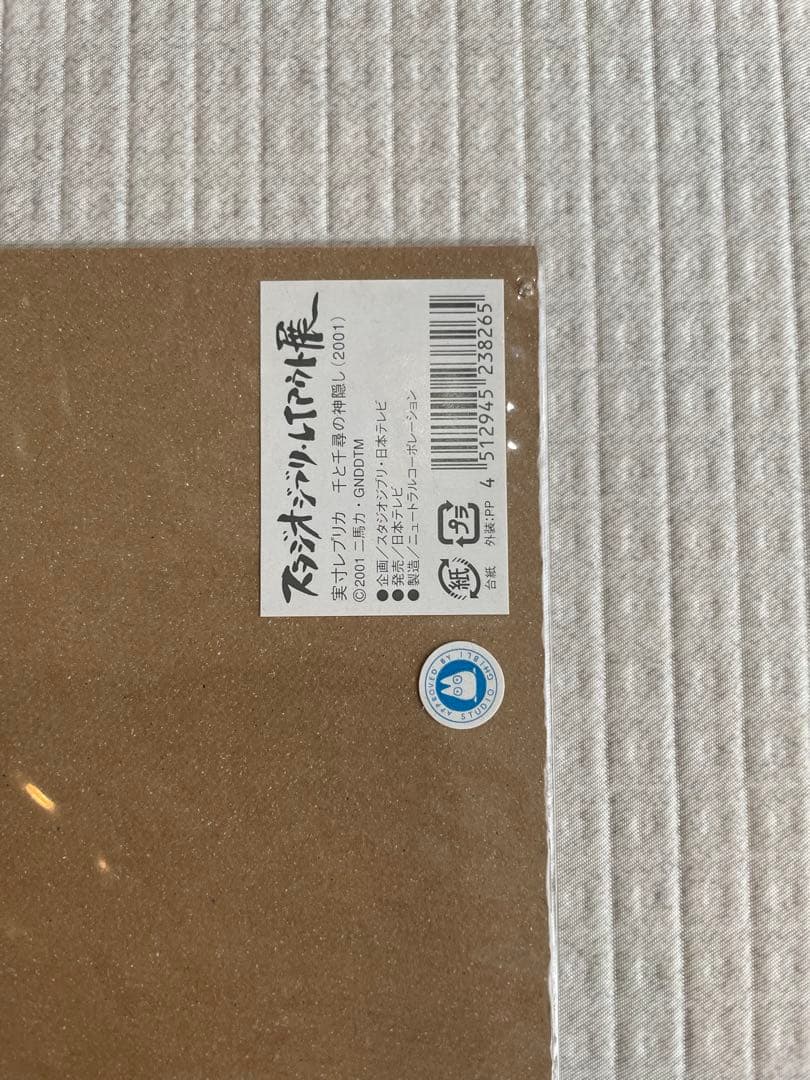 スタジオジブリ・レイアウト展
実寸レプリカ　千と千尋の神隠し(2001)
©2001 二馬力・GNDDTM
●企画／スタジオジブリ・日本テレビ
●発売／日本テレビ
●製造／ニュートラルコーポレーション
紙
プラ
台紙
外装:PP
4 512945 238265
APPROVED BY STUDIO GHIBLI